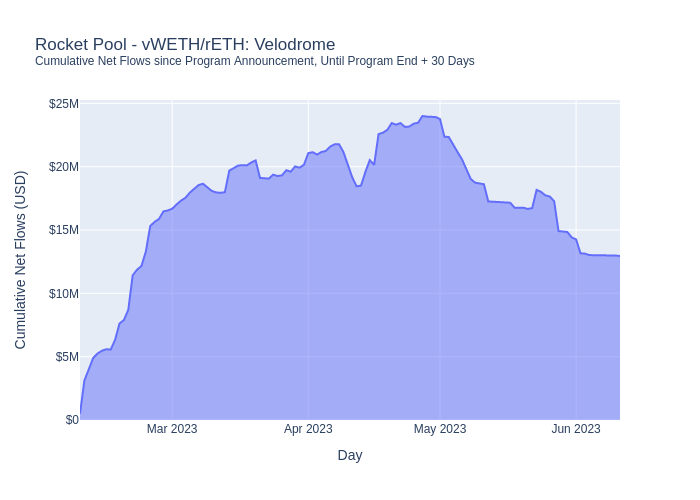 Rocket Pool - vWETH/rETH: Velodrome
Cumulative Net Flows since Program Announcement, Until Program End + 30 Days
Cumulative Net Flows (USD)
$25M
$20M
$15M
$10M
$5M
$0
Mar 2023
Apr 2023
May 2023
Jun 2023
Day